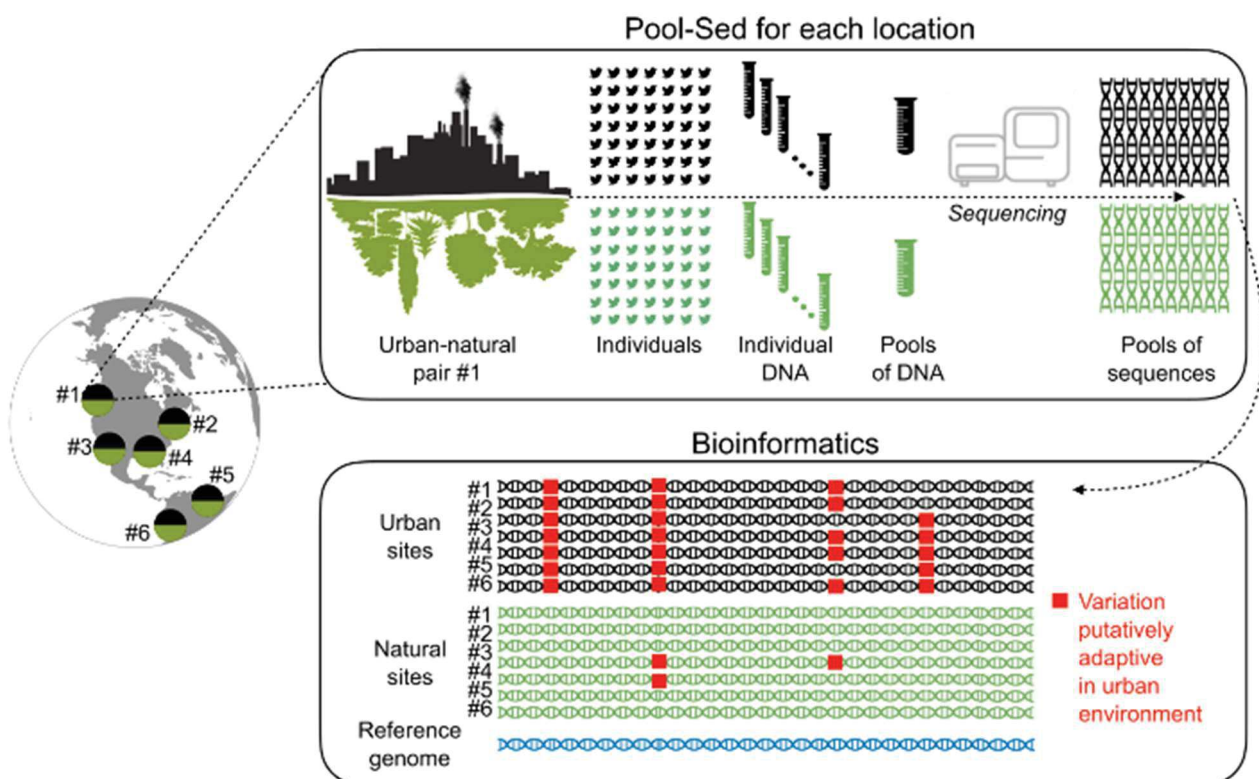 Pool-Sed for each location
Sequencing
Urban-natural
pair #1
Individuals
Individual
DNA
Pools
of DNA
Pools of
sequences
#1
#2
#3
#4
#5
#6
Bioinformatics
Urban
sites
#1
#2
#3
#4
#5
#6
Natural
sites
#1
#2
#3
#4
#5
#6
Reference
genome
Variation
putatively
adaptive
in urban
environment